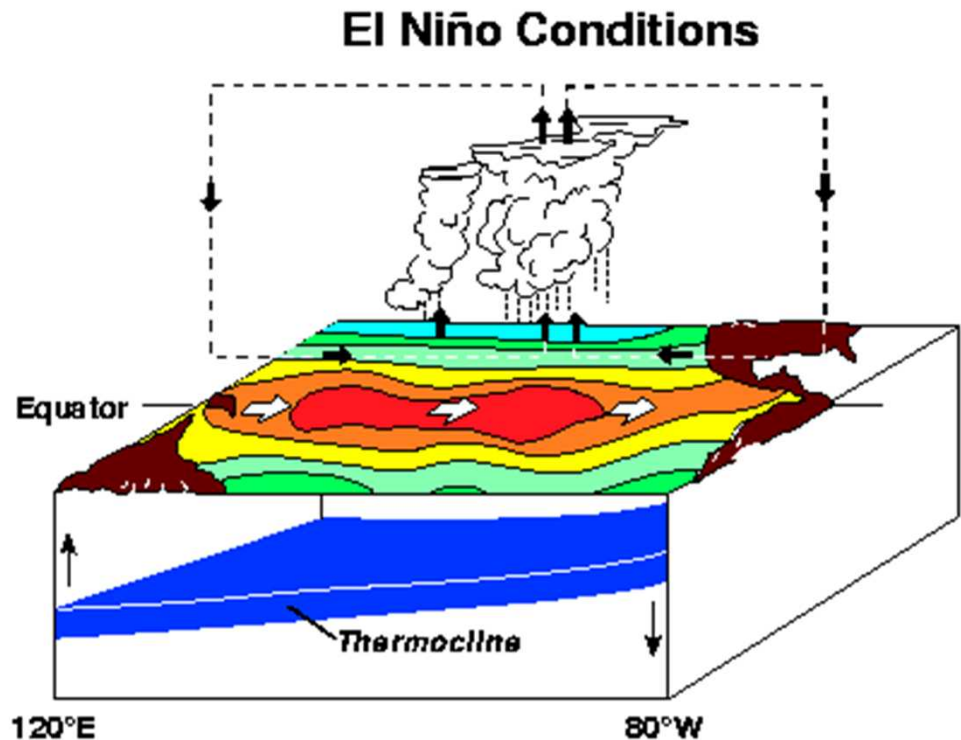 El Niño Conditions
Equator
Thermocline
120°E
80°W